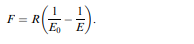 F = R(1/E₀ − 1/E).